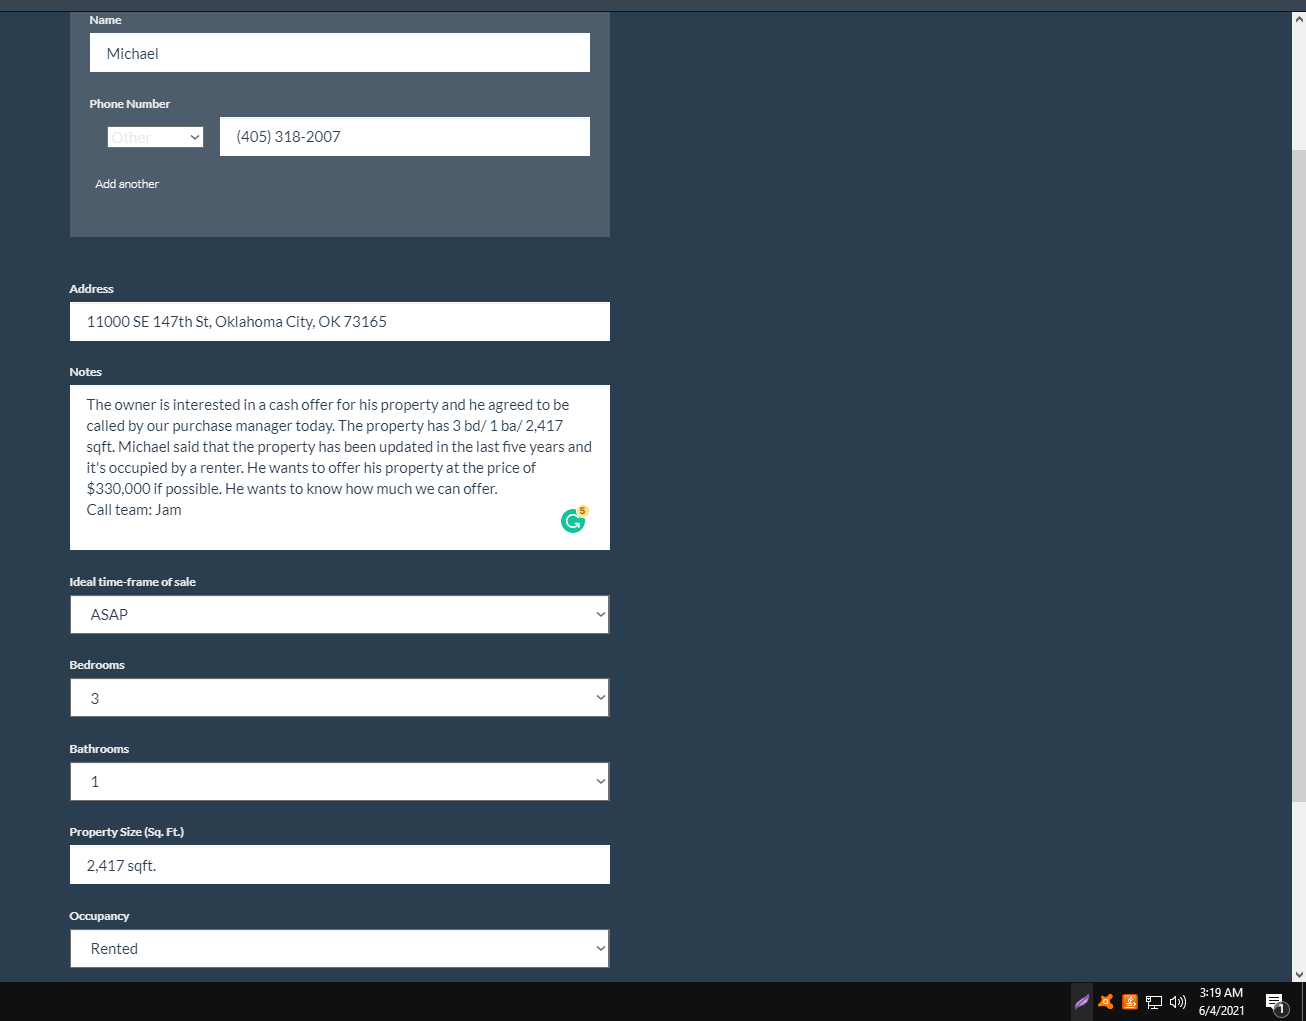 Name
Michael
Phone Number
Other
(405) 318-2007
Add another
Address
11000 SE 147th St, Oklahoma City, OK 73165
Notes
The owner is interested in a cash offer for his property and he agreed to be
called by our purchase manager today. The property has 3 bd/ 1 ba/ 2,417
sqft. Michael said that the property has been updated in the last five years and
it's occupied by a renter. He wants to offer his property at the price of
$330,000 if possible. He wants to know how much we can offer.
Call team: Jam
5
Ideal time-frame of sale
ASAP
Bedrooms
3
Bathrooms
1
Property Size (Sq. Ft.)
2,417 sqft.
Occupancy
Rented
3:19 AM
6/4/2021
1